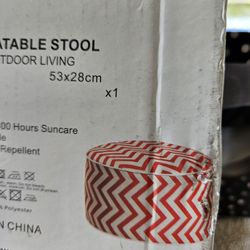 ATABLE STOOL
TDOOR LIVING
53x28cm
x1
00 Hours Suncare
le
Repellent
Polyester
N CHINA